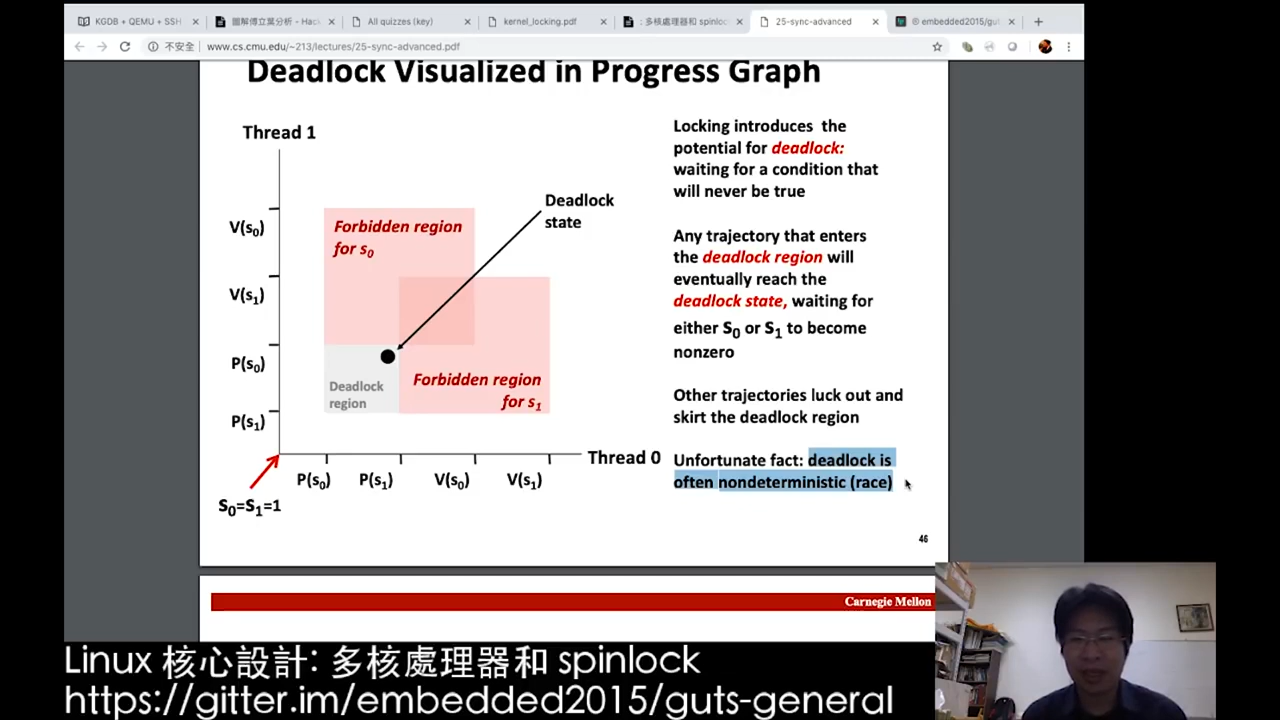 KGDB + QEMU + SSH
圖解傅立葉分析 - Hac
All quizzes (key)
kernel_locking.pdf
: 多核處理器和 spinloc
25-sync-advanced
embedded2015/gut
不安全
www.cs.cmu.edu/~213/lectures/25-sync-advanced.pdf
Deadlock Visualized in Progress Graph
Thread 1
V(s0)
V(s1)
P(s0)
P(s1)
Forbidden region
for s0
Deadlock
state
Deadlock
region
Forbidden region
for s1
Thread 0
P(s0) P(s1) V(s0) V(s1)
S0=S1=1
Locking introduces the
potential for deadlock:
waiting for a condition that
will never be true
Any trajectory that enters
the deadlock region will
eventually reach the
deadlock state, waiting for
either S0 or S1 to become
nonzero
Other trajectories luck out and
skirt the deadlock region
Unfortunate fact: deadlock is
often nondeterministic (race)
46
Carnegie Mellon
Linux 核心設計: 多核處理器和 spinlock
https://gitter.im/embedded2015/guts-general